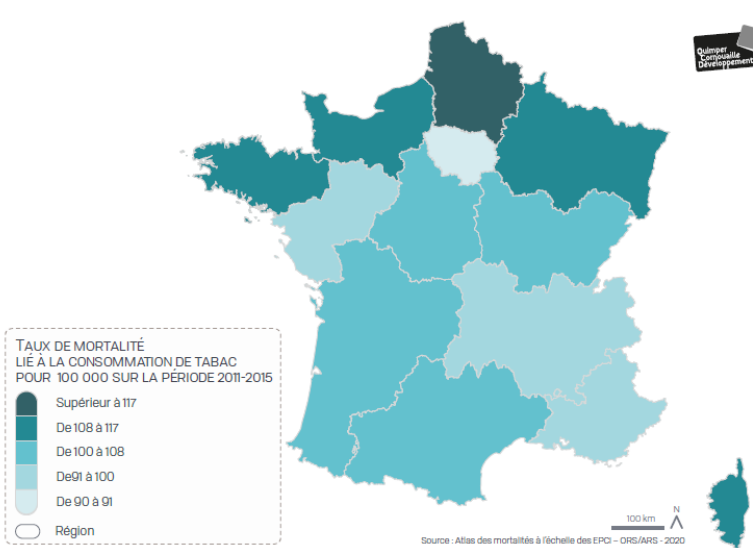 Quimper
Cornouaille
Développement
TAUX DE MORTALITÉ
LIÉ À LA CONSOMMATION DE TABAC
POUR 100 000 SUR LA PÉRIODE 2011-2015
Supérieur à 117
De 108 à 117
De 100 à 108
De91 à 100
De 90 à 91
Région
100 km
N
Source : Atlas des mortalités à l'échelle des EPCI – ORS/ARS - 2020